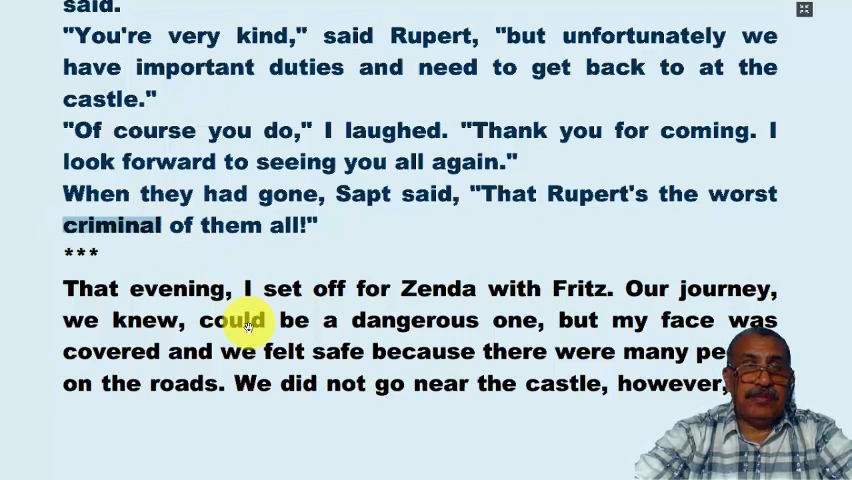 said.
"You're very kind," said Rupert, "but unfortunately we
have important duties and need to get back to at the
castle."
"Of course you do," I laughed. "Thank you for coming. I
look forward to seeing you all again."
When they had gone, Sapt said, "That Rupert's the worst
criminal of them all!"
***
That evening, I set off for Zenda with Fritz. Our journey,
we knew, could be a dangerous one, but my face was
covered and we felt safe because there were many
on the roads. We did not go near the castle, however,